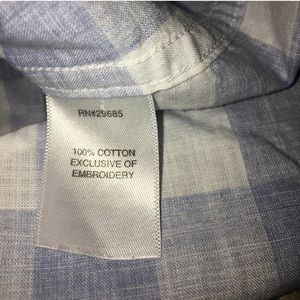 RN#29685
100% COTTON
EXCLUSIVE OF
EMBROIDERY